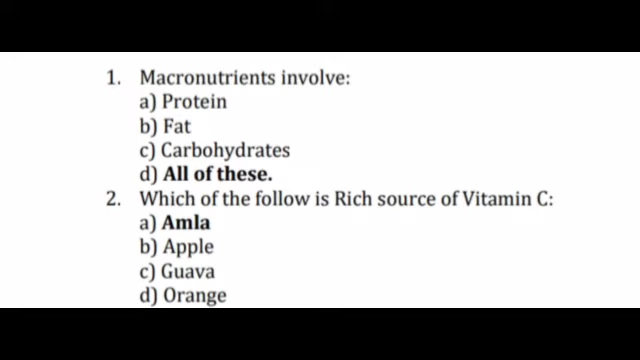 1. Macronutrients involve:
a) Protein
b) Fat
c) Carbohydrates
d) All of these.
2. Which of the follow is Rich source of Vitamin C:
a) Amla
b) Apple
c) Guava
d) Orange